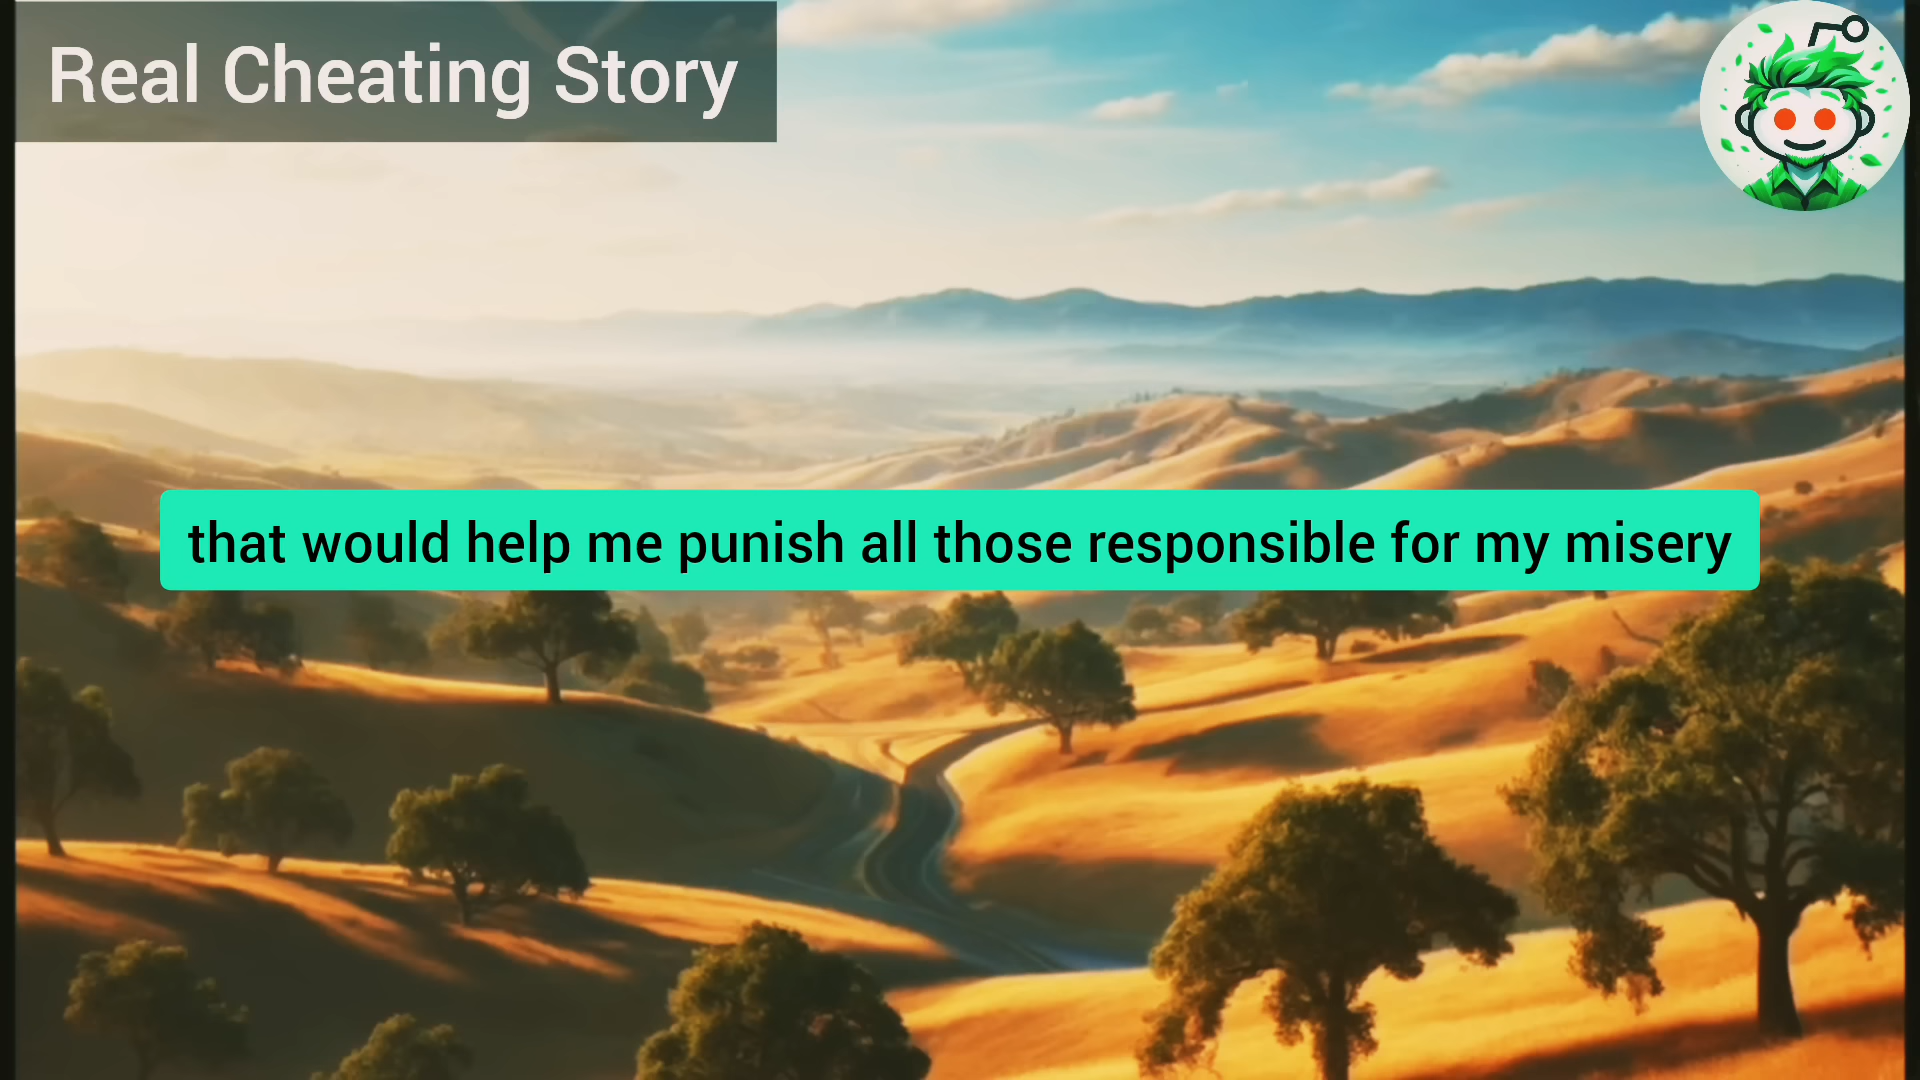 Real Cheating Story
that would help me punish all those responsible for my misery